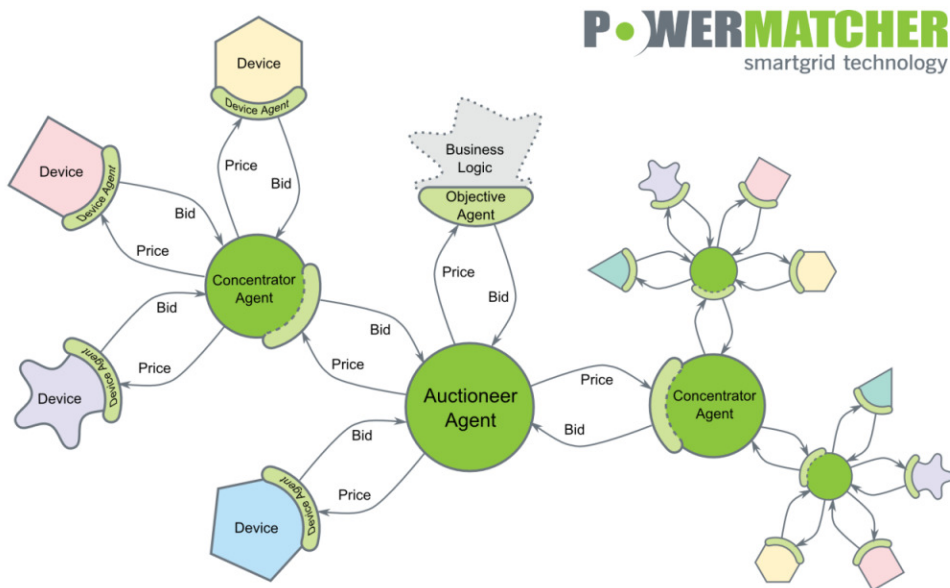 POWERMATCHER
smartgrid technology
Device
Device Agent
Price
Bid
Device
Device Agent
Bid
Price
Business
Logic
Objective
Agent
Price
Bid
Concentrator
Agent
Bid
Price
Bid
Price
Device Agent
Device
Auctioneer
Agent
Price
Bid
Concentrator
Agent
Bid
Price
Device Agent
Device